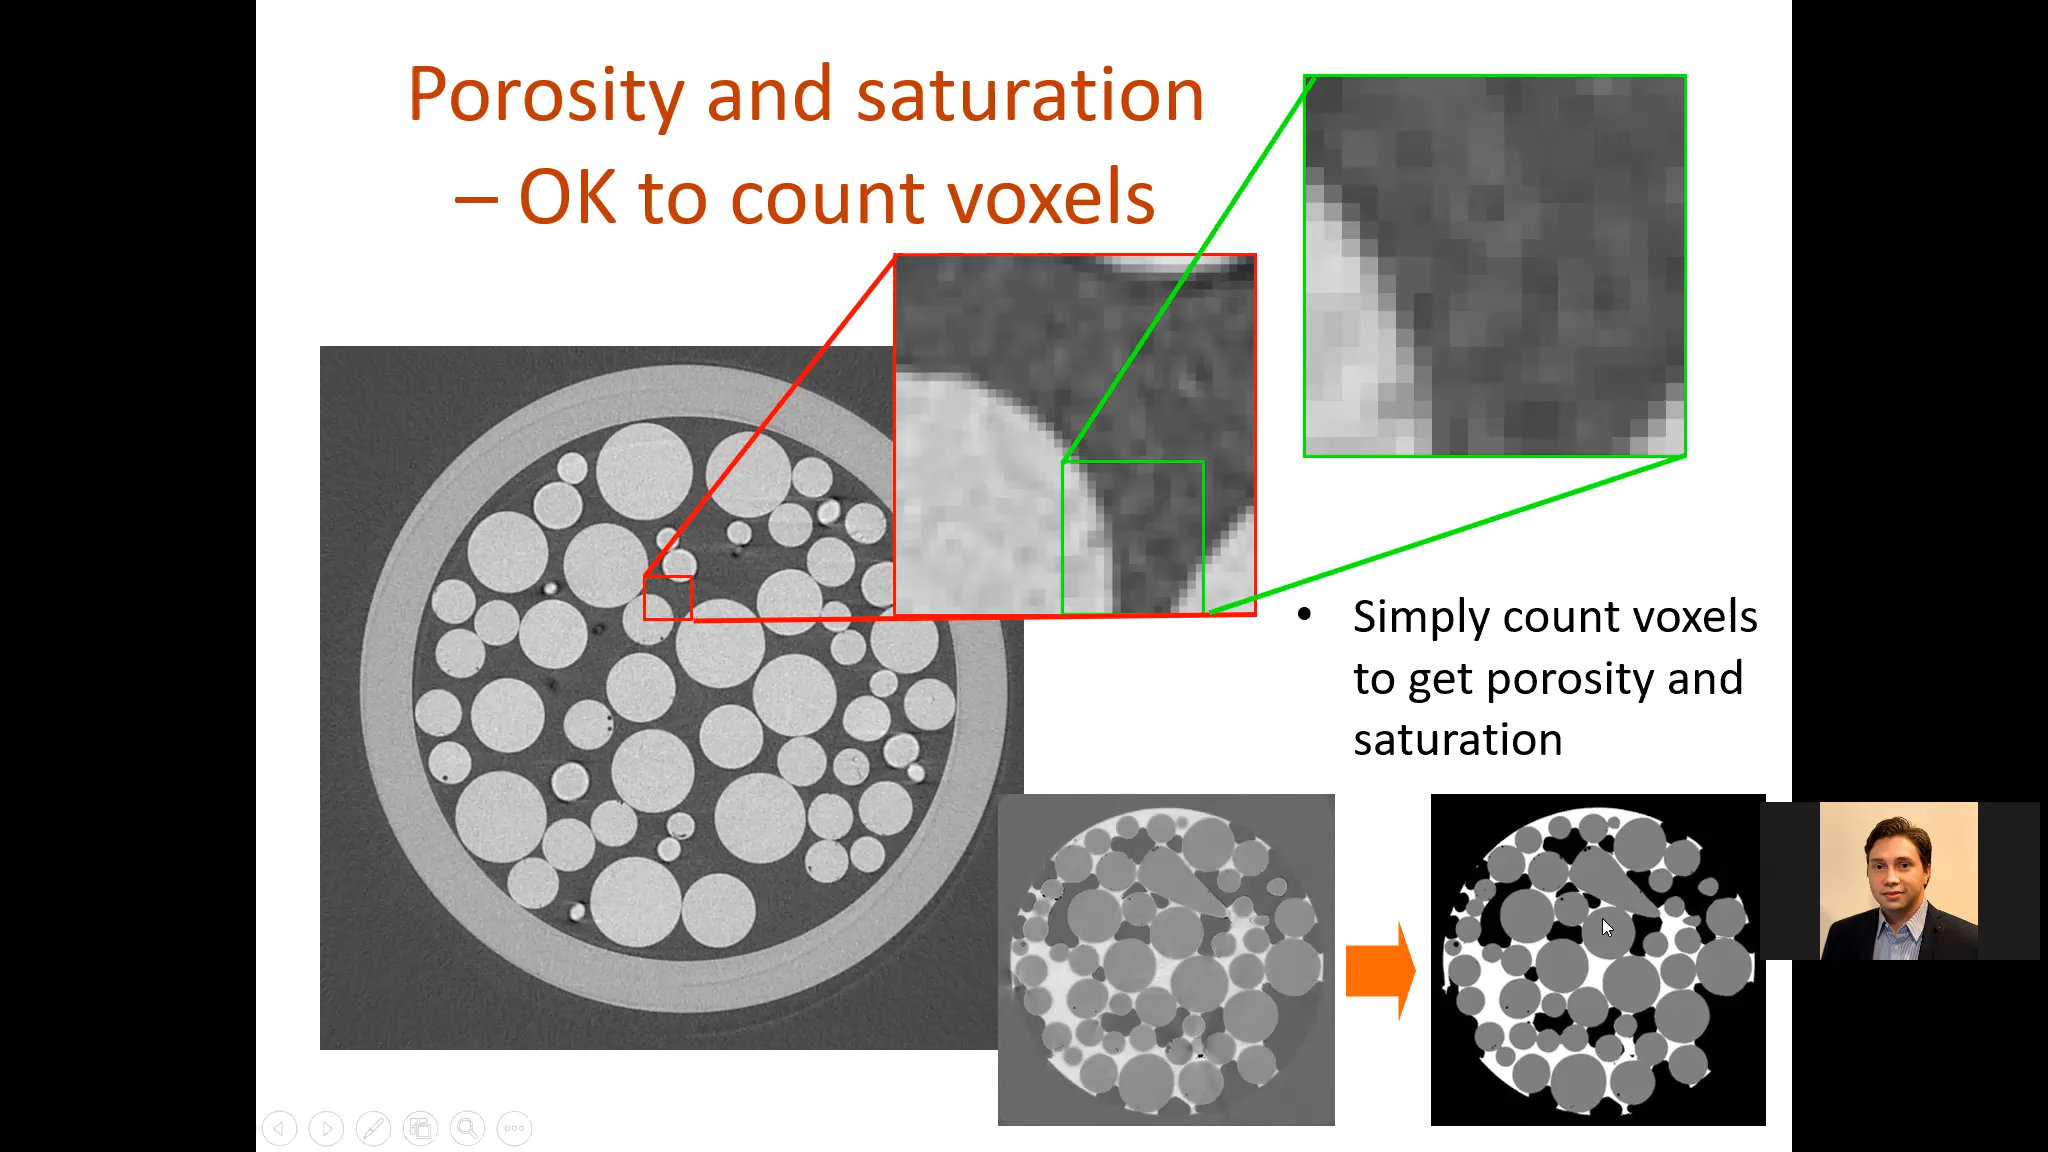 Porosity and saturation
– OK to count voxels
• Simply count voxels
to get porosity and
saturation